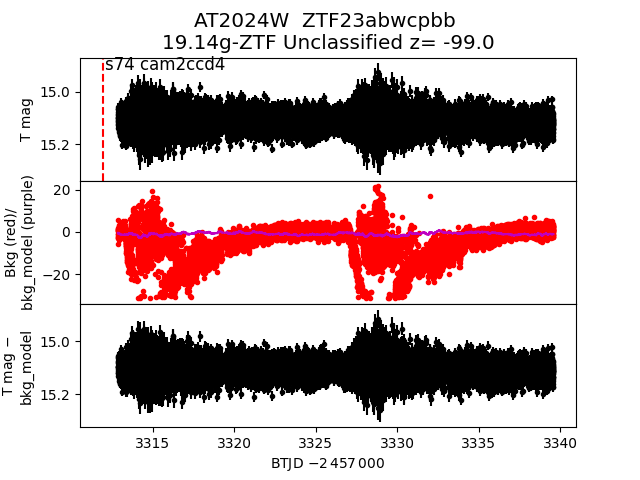 AT2024W  ZTF23abwcpbb
19.14g-ZTF Unclassified z= -99.0
s74 cam2ccd4
T mag
15.0
15.2
Bkg (red)/
bkg_model (purple)
20
0
−20
T mag −
bkg_model
15.0
15.2
3315
3320
3325
3330
3335
3340
BTJD −2 457 000